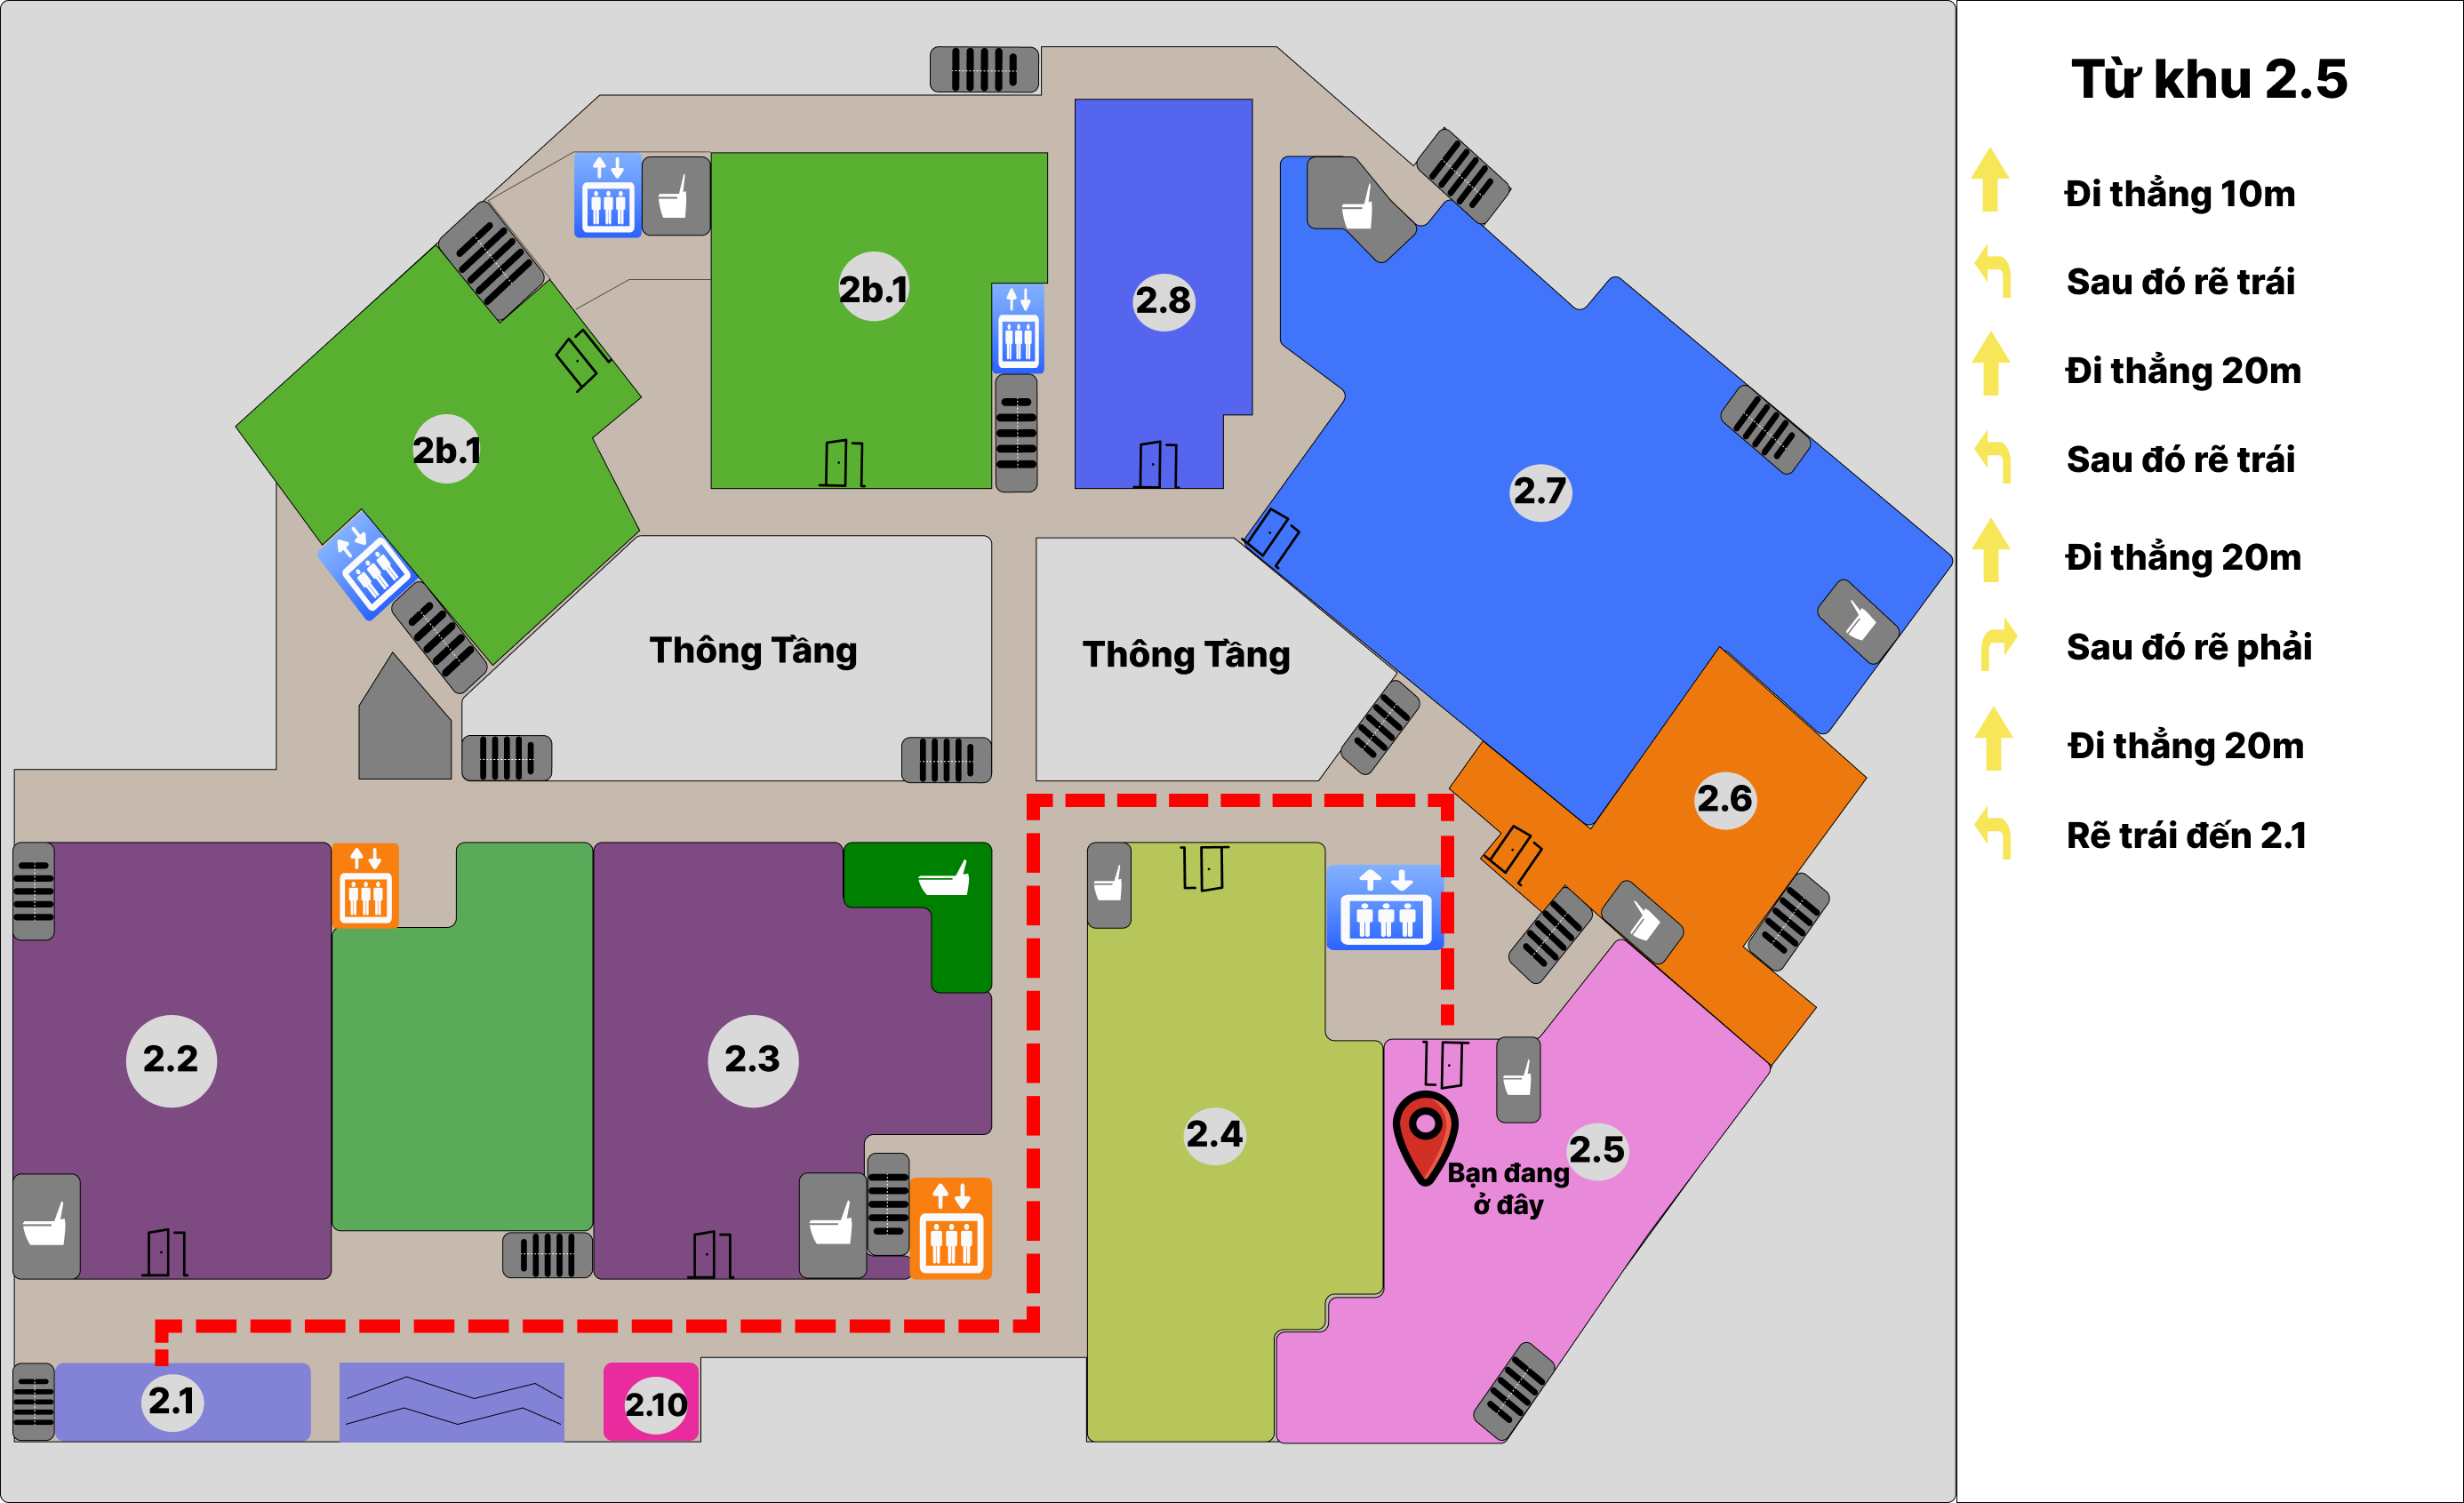 2b.1
2.8
2b.1
2.7
Thông Tầng
Thông Tầng
2.6
2.2
2.3
2.4
2.5
Bạn đang
ở đây
2.1
2.10
Từ khu 2.5
Đi thẳng 10m
Sau đó rẽ trái
Đi thẳng 20m
Sau đó rẽ trái
Đi thẳng 20m
Sau đó rẽ phải
Đi thẳng 20m
Rẽ trái đến 2.1